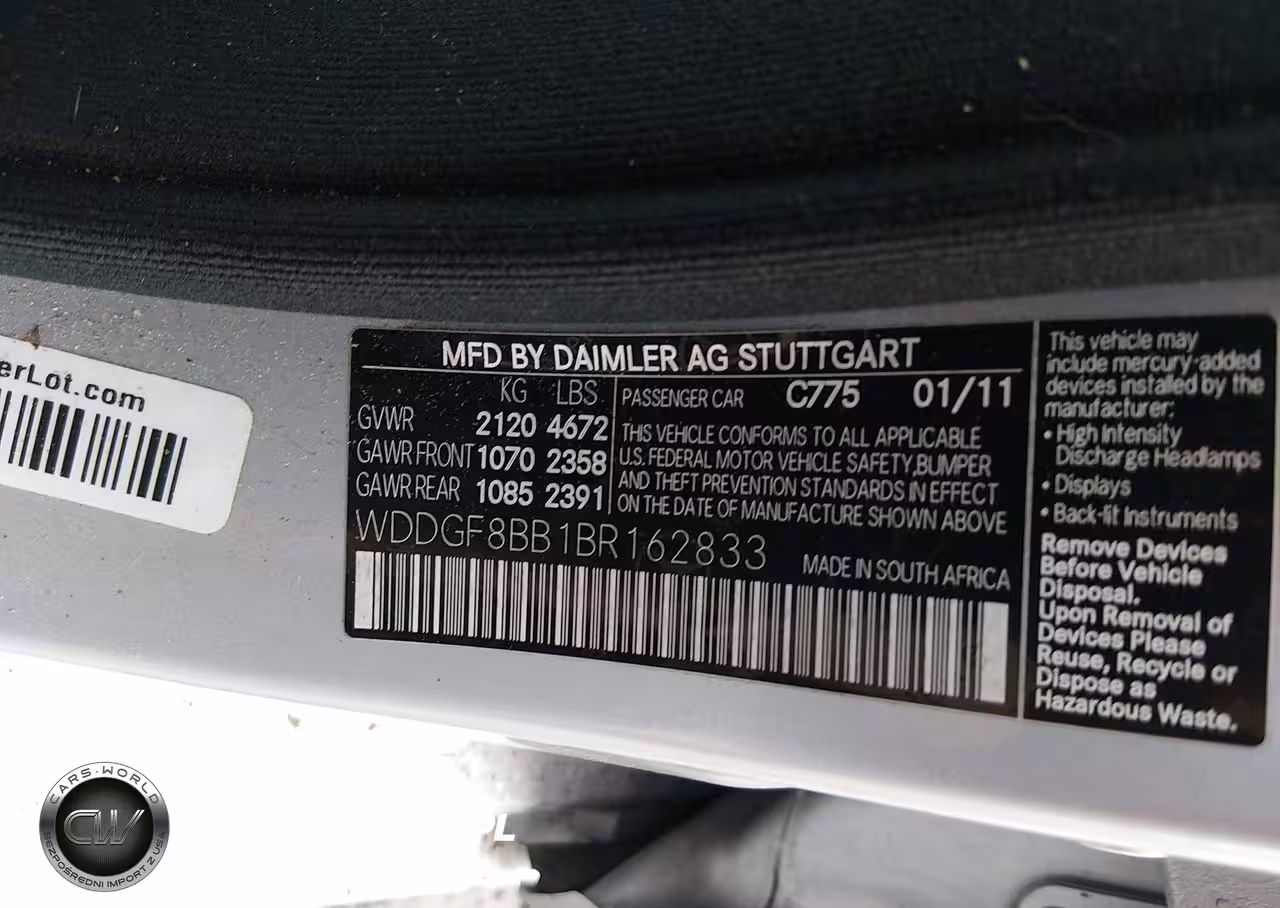 erLot.com
MFD BY DAIMLER AG STUTTGART
KG LBS
GVWR 2120 4672
GAWR FRONT 1070 2358
GAWR REAR 1085 2391
PASSENGER CAR C775 01/11
THIS VEHICLE CONFORMS TO ALL APPLICABLE
U.S. FEDERAL MOTOR VEHICLE SAFETY, BUMPER
AND THEFT PREVENTION STANDARDS IN EFFECT
ON THE DATE OF MANUFACTURE SHOWN ABOVE
WDDGF8BB1BR162833
MADE IN SOUTH AFRICA
This vehicle may
include mercury-added
devices installed by the
manufacturer:
• High Intensity
Discharge Headlamps
• Displays
• Back-lit Instruments
Remove Devices
Before Vehicle
Disposal.
Upon Removal of
Devices Please
Reuse, Recycle or
Dispose as
Hazardous Waste.
CARS-WORLD
CW
BEZPOŚREDNI IMPORT Z USA
L